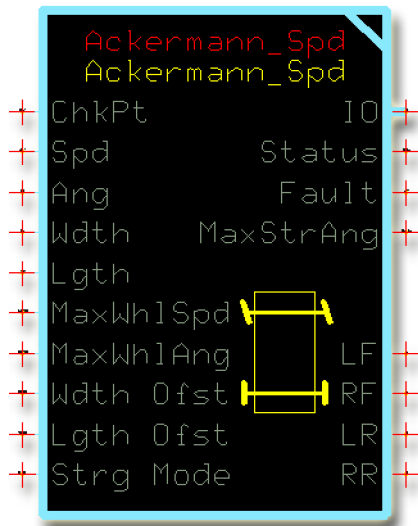 Ackermann_Spd
Ackermann_Spd
ChkPt IO
Spd Status
Ang Fault
Wdth MaxStrAng
Lgth
MaxWhlSpd
MaxWhlAng LF
Wdth Ofst RF
Lgth Ofst LR
Strg Mode RR